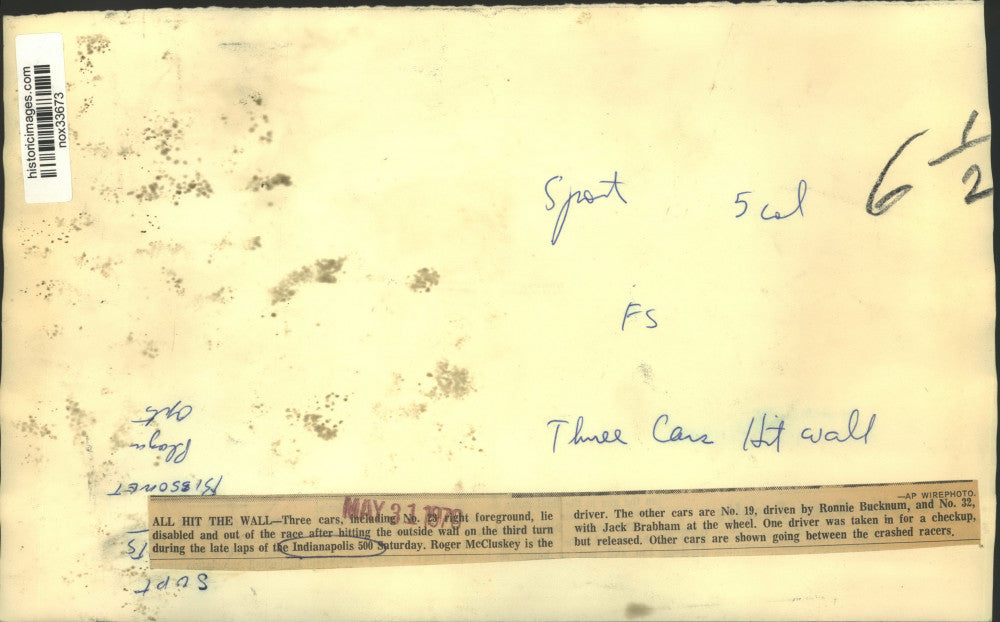 historicimages.com
nox33673
6 1/2
Sport 5 col
FS
Three Cars Hit wall
Opts
Playa
BISSONET
Supt
MAY 31 1970
—AP WIREPHOTO.
ALL HIT THE WALL—Three cars, including No. right foreground, lie
disabled and out of the race after hitting the outside wall on the third turn
during the late laps of the Indianapolis 500 Saturday. Roger McCluskey is the
driver. The other cars are No. 19, driven by Ronnie Bucknum, and No. 32,
with Jack Brabham at the wheel. One driver was taken in for a checkup,
but released. Other cars are shown going between the crashed racers.